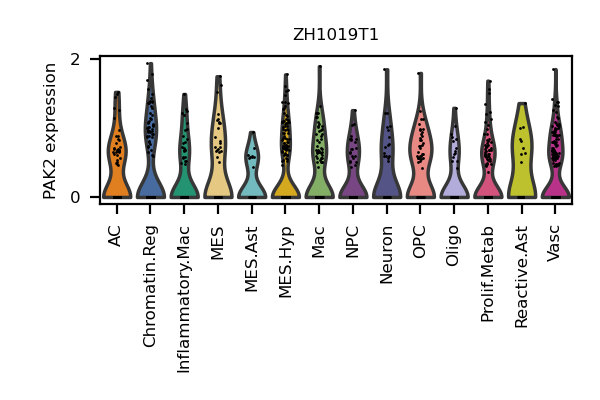 ZH1019T1
PAK2 expression
2
0
AC
Chromatin.Reg
Inflammatory.Mac
MES
MES.Ast
MES.Hyp
Mac
NPC
Neuron
OPC
Oligo
Prolif.Metab
Reactive.Ast
Vasc